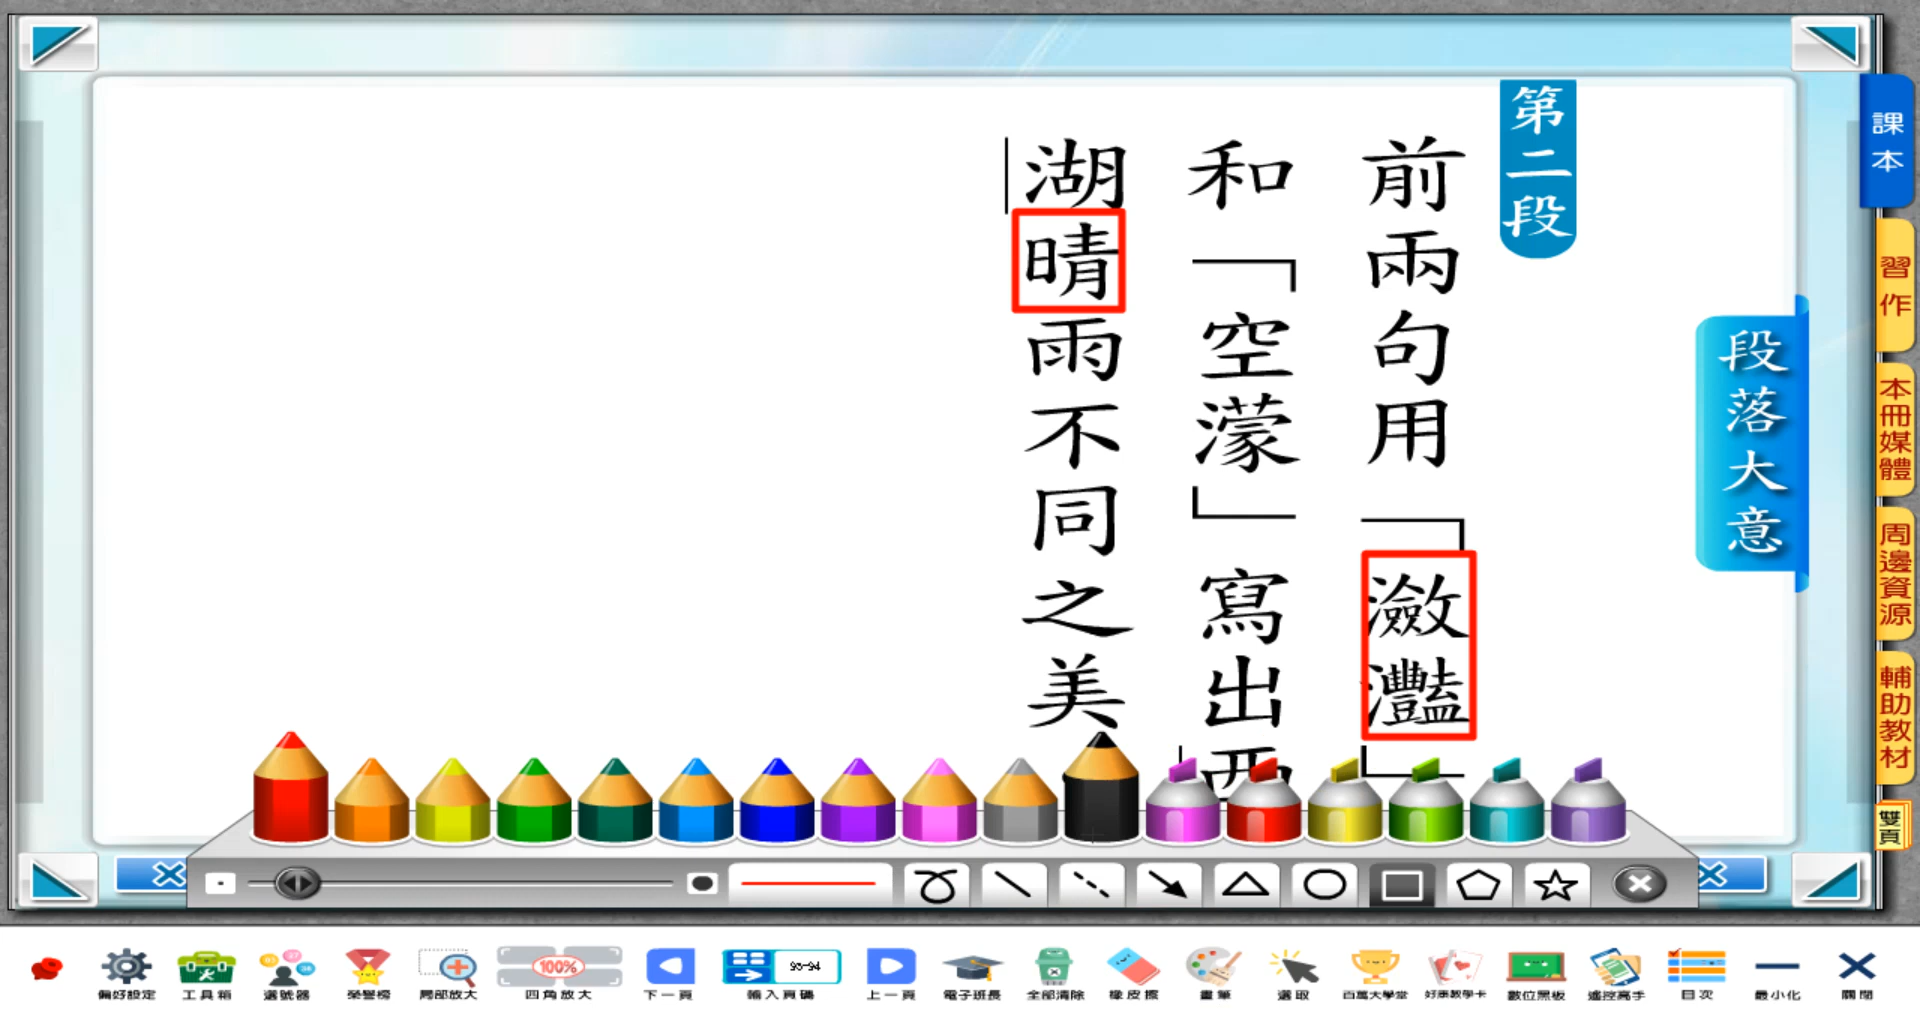 第二段
前兩句用「瀲灩」
和「空濛」寫出西
湖晴雨不同之美
段落大意
課本
習作
本冊媒體
周邊資源
輔助教材
雙頁
偏好設定
工具箱
選號器
榮譽榜
局部放大
100%
四角放大
下一頁
93-94
輸入頁碼
上一頁
電子班長
全部清除
橡皮擦
畫筆
選取
百萬大學堂
好康教學卡
數位黑板
遙控高手
目次
最小化
關閉